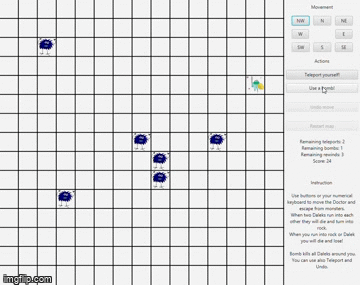 Movement
NW N NE
W E
SW S SE
Actions
Teleport yourself!
Use a bomb!
Undo move
Restart map
Remaining teleports: 2
Remaining bombs: 1
Remaining rewinds: 3
Score: 24
Instruction
Use buttons or your numerical
keyboard to move the Doctor and
escape from monsters.
When two Daleks run into each
other they will die and turn into
rock.
When you run into rock or Dalek
you will die and lose!
Bomb kills all Daleks around you.
You can use also Teleport and
Undo.
imgflip.com